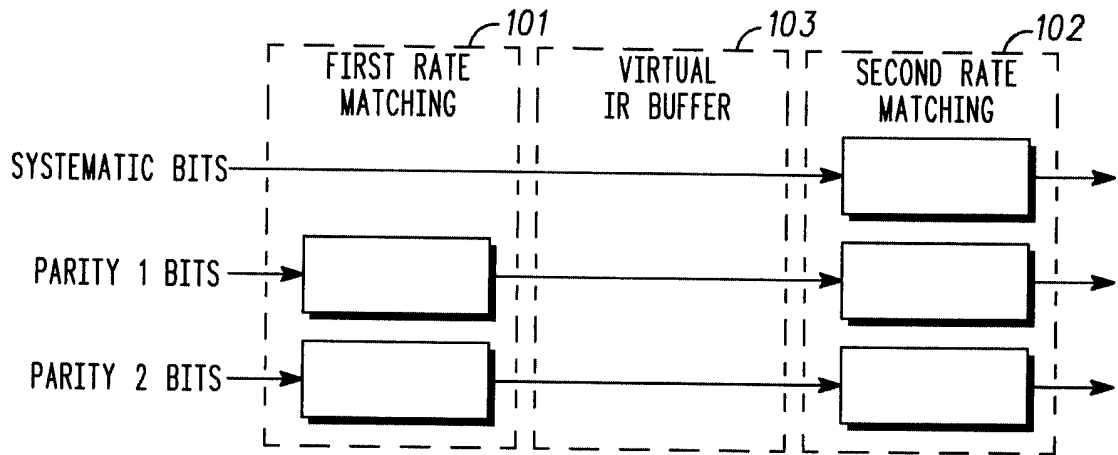 101
103
102
FIRST RATE
MATCHING
VIRTUAL
IR BUFFER
SECOND RATE
MATCHING
SYSTEMATIC BITS
PARITY 1 BITS
PARITY 2 BITS